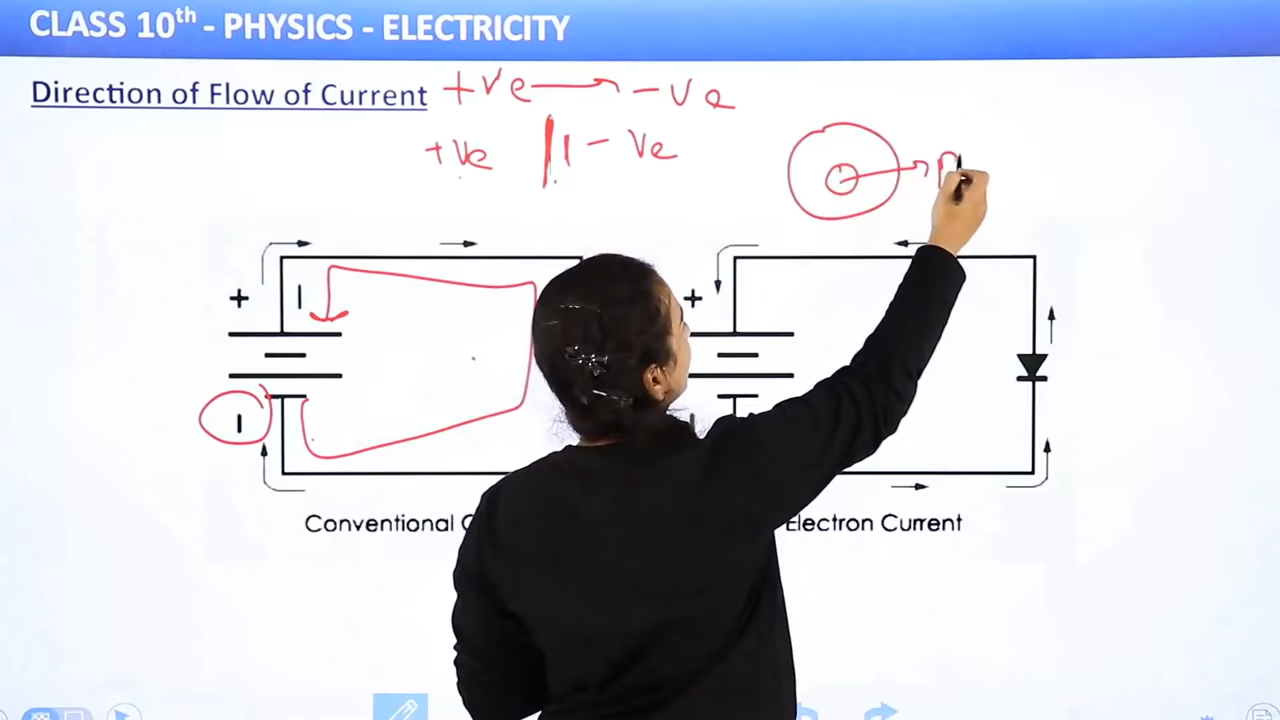 CLASS 10th - PHYSICS - ELECTRICITY
Direction of Flow of Current +ve → -ve
+ve || - ve
+ I +
I
Conventional
Electron Current